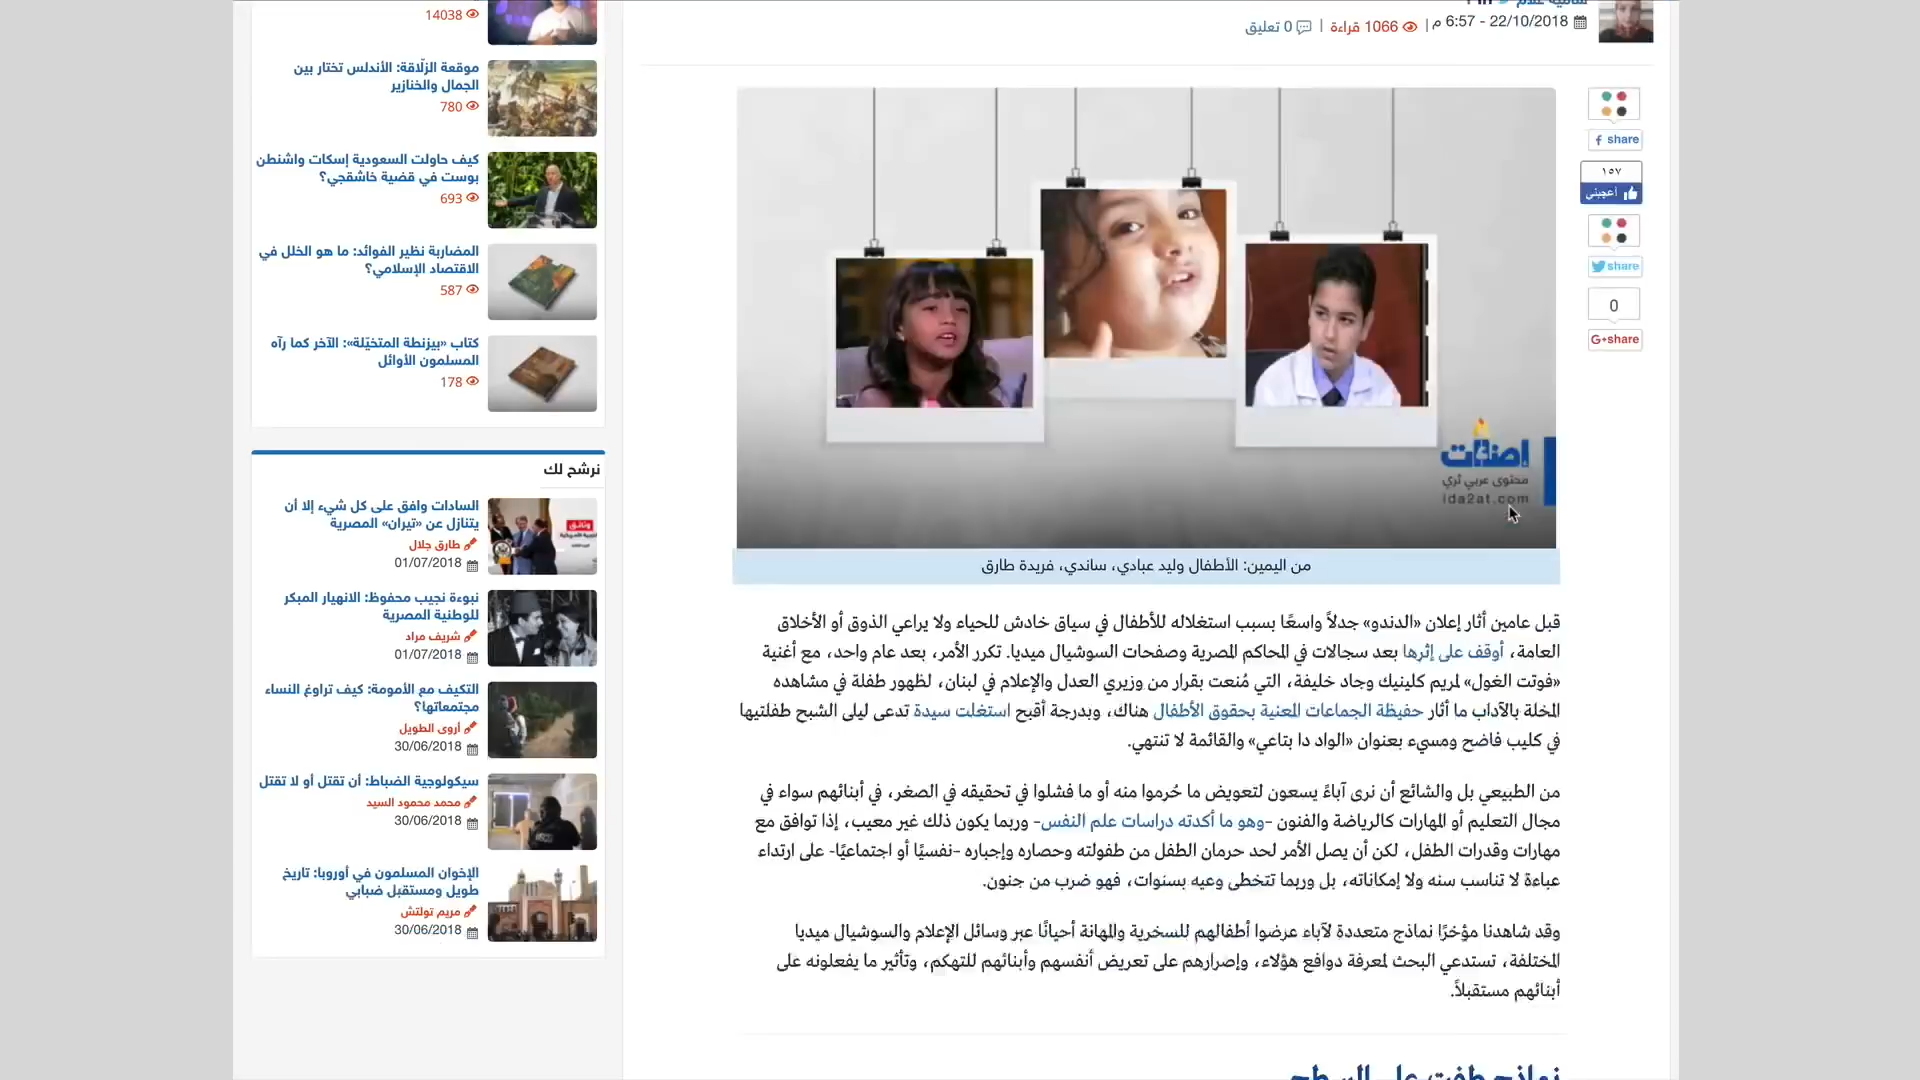 22/10/2018 - 6:57 م | 1066 قراءة | 0 تعليق
share
١٥٧
أعجبني
share
0
G+share
إضاءات
محتوى عربي ثري
ida2at.com
من اليمين: الأطفال وليد عبادي، ساندي، فريدة طارق
قبل عامين أثار إعلان «الدندو» جدلاً واسعًا بسبب استغلاله للأطفال في سياق خادش للحياء ولا يراعي الذوق أو الأخلاق
العامة، أوقف على إثرها بعد سجالات في المحاكم المصرية وصفحات السوشيال ميديا. تكرر الأمر، بعد عام واحد، مع أغنية
«فوتت الغول» لمريم كلينيك وجاد خليفة، التي مُنعت بقرار من وزيري العدل والإعلام في لبنان، لظهور طفلة في مشاهده
المخلة بالآداب ما أثار حفيظة الجماعات المعنية بحقوق الأطفال هناك، وبدرجة أقبح استغلت سيدة تدعى ليلى الشبح طفلتيها
في كليب فاضح ومسيء بعنوان «الواد دا بتاعي» والقائمة لا تنتهي.
من الطبيعي بل والشائع أن نرى آباءً يسعون لتعويض ما حُرموا منه أو ما فشلوا في تحقيقه في الصغر، في أبنائهم سواء في
مجال التعليم أو المهارات كالرياضة والفنون -وهو ما أكدته دراسات علم النفس- وربما يكون ذلك غير معيب، إذا توافق مع
مهارات وقدرات الطفل، لكن أن يصل الأمر لحد حرمان الطفل من طفولته وحصاره وإجباره -نفسيًا أو اجتماعيًا- على ارتداء
عباءة لا تناسب سنه ولا إمكاناته، بل وربما تتخطى وعيه بسنوات، فهو ضرب من جنون.
وقد شاهدنا مؤخرًا نماذج متعددة لآباء عرضوا أطفالهم للسخرية والمهانة أحيانًا عبر وسائل الإعلام والسوشيال ميديا
المختلفة، تستدعي البحث لمعرفة دوافع هؤلاء، وإصرارهم على تعريض أنفسهم وأبنائهم للتهكم، وتأثير ما يفعلونه على
أبنائهم مستقبلاً.
نماذج طفت على السطح
14038
موقعة الزلّاقة: الأندلس تختار بين
الجمال والخنازير
780
كيف حاولت السعودية إسكات واشنطن
بوست في قضية خاشقجي؟
693
المضاربة نظير الفوائد: ما هو الخلل في
الاقتصاد الإسلامي؟
587
كتاب «بيزنطة المتخيّلة»: الآخر كما رآه
المسلمون الأوائل
178
نرشح لك
السادات وافق على كل شيء إلا أن
يتنازل عن «تيران» المصرية
طارق جلال
01/07/2018
نبوءة نجيب محفوظ: الانهيار المبكر
للوطنية المصرية
شريف مراد
01/07/2018
التكيف مع الأمومة: كيف تراوغ النساء
مجتمعاتها؟
أروى الطويل
30/06/2018
سيكولوجية الضباط: أن تقتل أو لا تقتل
محمد محمود السيد
30/06/2018
الإخوان المسلمون في أوروبا: تاريخ
طويل ومستقبل ضبابي
مريم تولتش
30/06/2018